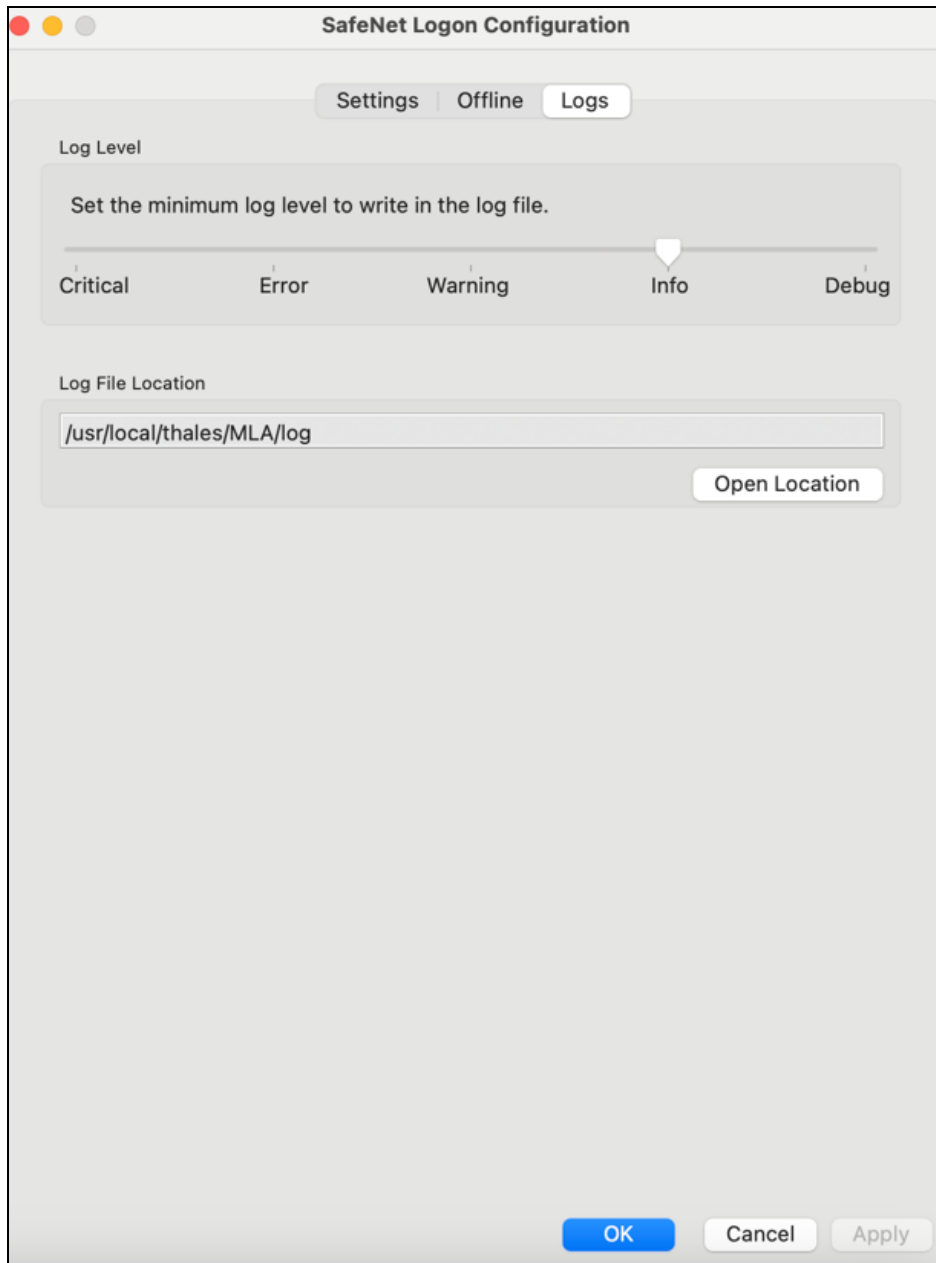 SafeNet Logon Configuration
Settings Offline Logs
Log Level
Set the minimum log level to write in the log file.
Critical Error Warning Info Debug
Log File Location
/usr/local/thales/MLA/log
Open Location
OK Cancel Apply